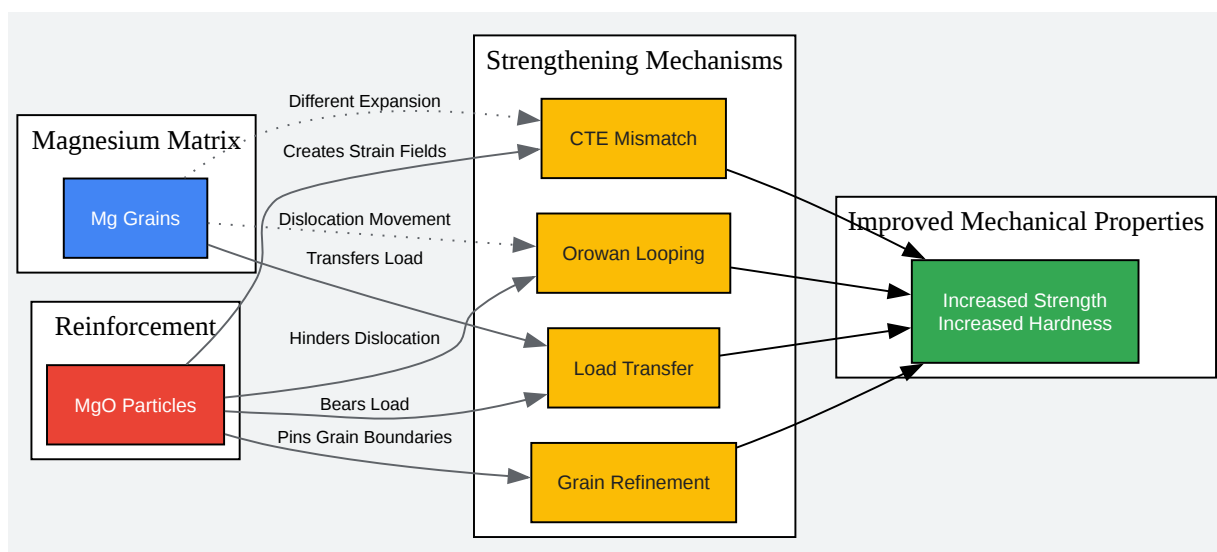 Magnesium Matrix
Mg Grains
Reinforcement
MgO Particles
Different Expansion
Creates Strain Fields
Dislocation Movement
Transfers Load
Hinders Dislocation
Bears Load
Pins Grain Boundaries
Strengthening Mechanisms
CTE Mismatch
Orowan Looping
Load Transfer
Grain Refinement
Improved Mechanical Properties
Increased Strength
Increased Hardness